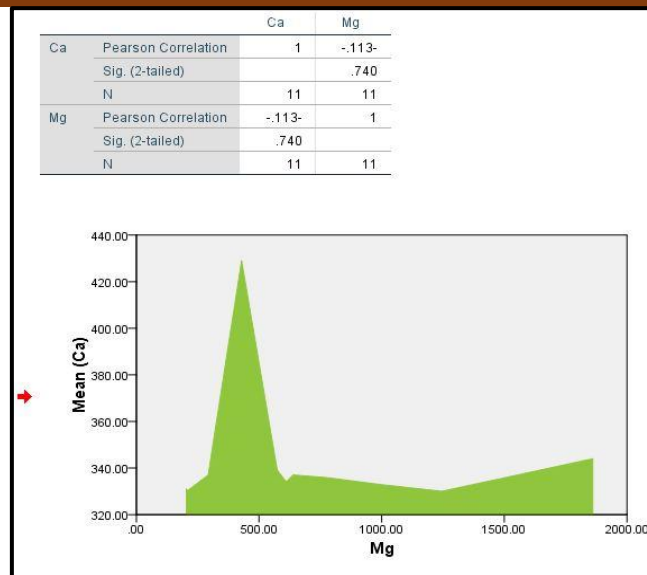 Ca Mg
Ca Pearson Correlation 1 -.113-
Sig. (2-tailed) .740
N 11 11
Mg Pearson Correlation -.113- 1
Sig. (2-tailed) .740
N 11 11
440.00
420.00
400.00
380.00
360.00
340.00
320.00
Mean (Ca)
.00 500.00 1000.00 1500.00 2000.00
Mg